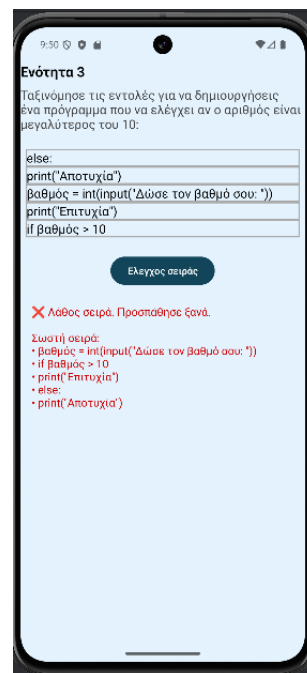 9:50
Ενότητα 3
Ταξινόμησε τις εντολές για να δημιουργήσεις
ένα πρόγραμμα που να ελέγχει αν ο αριθμός είναι
μεγαλύτερος του 10:
else:
print("Αποτυχία")
βαθμός = int(input("Δώσε τον βαθμό σου: "))
print("Επιτυχία")
if βαθμός > 10
Ελεγχος σειράς
❌ Λάθος σειρά. Προσπάθησε ξανά.
Σωστή σειρά:
• βαθμός = int(input("Δώσε τον βαθμό σου: "))
• if βαθμός > 10
• print("Επιτυχία")
• else:
• print("Αποτυχία")